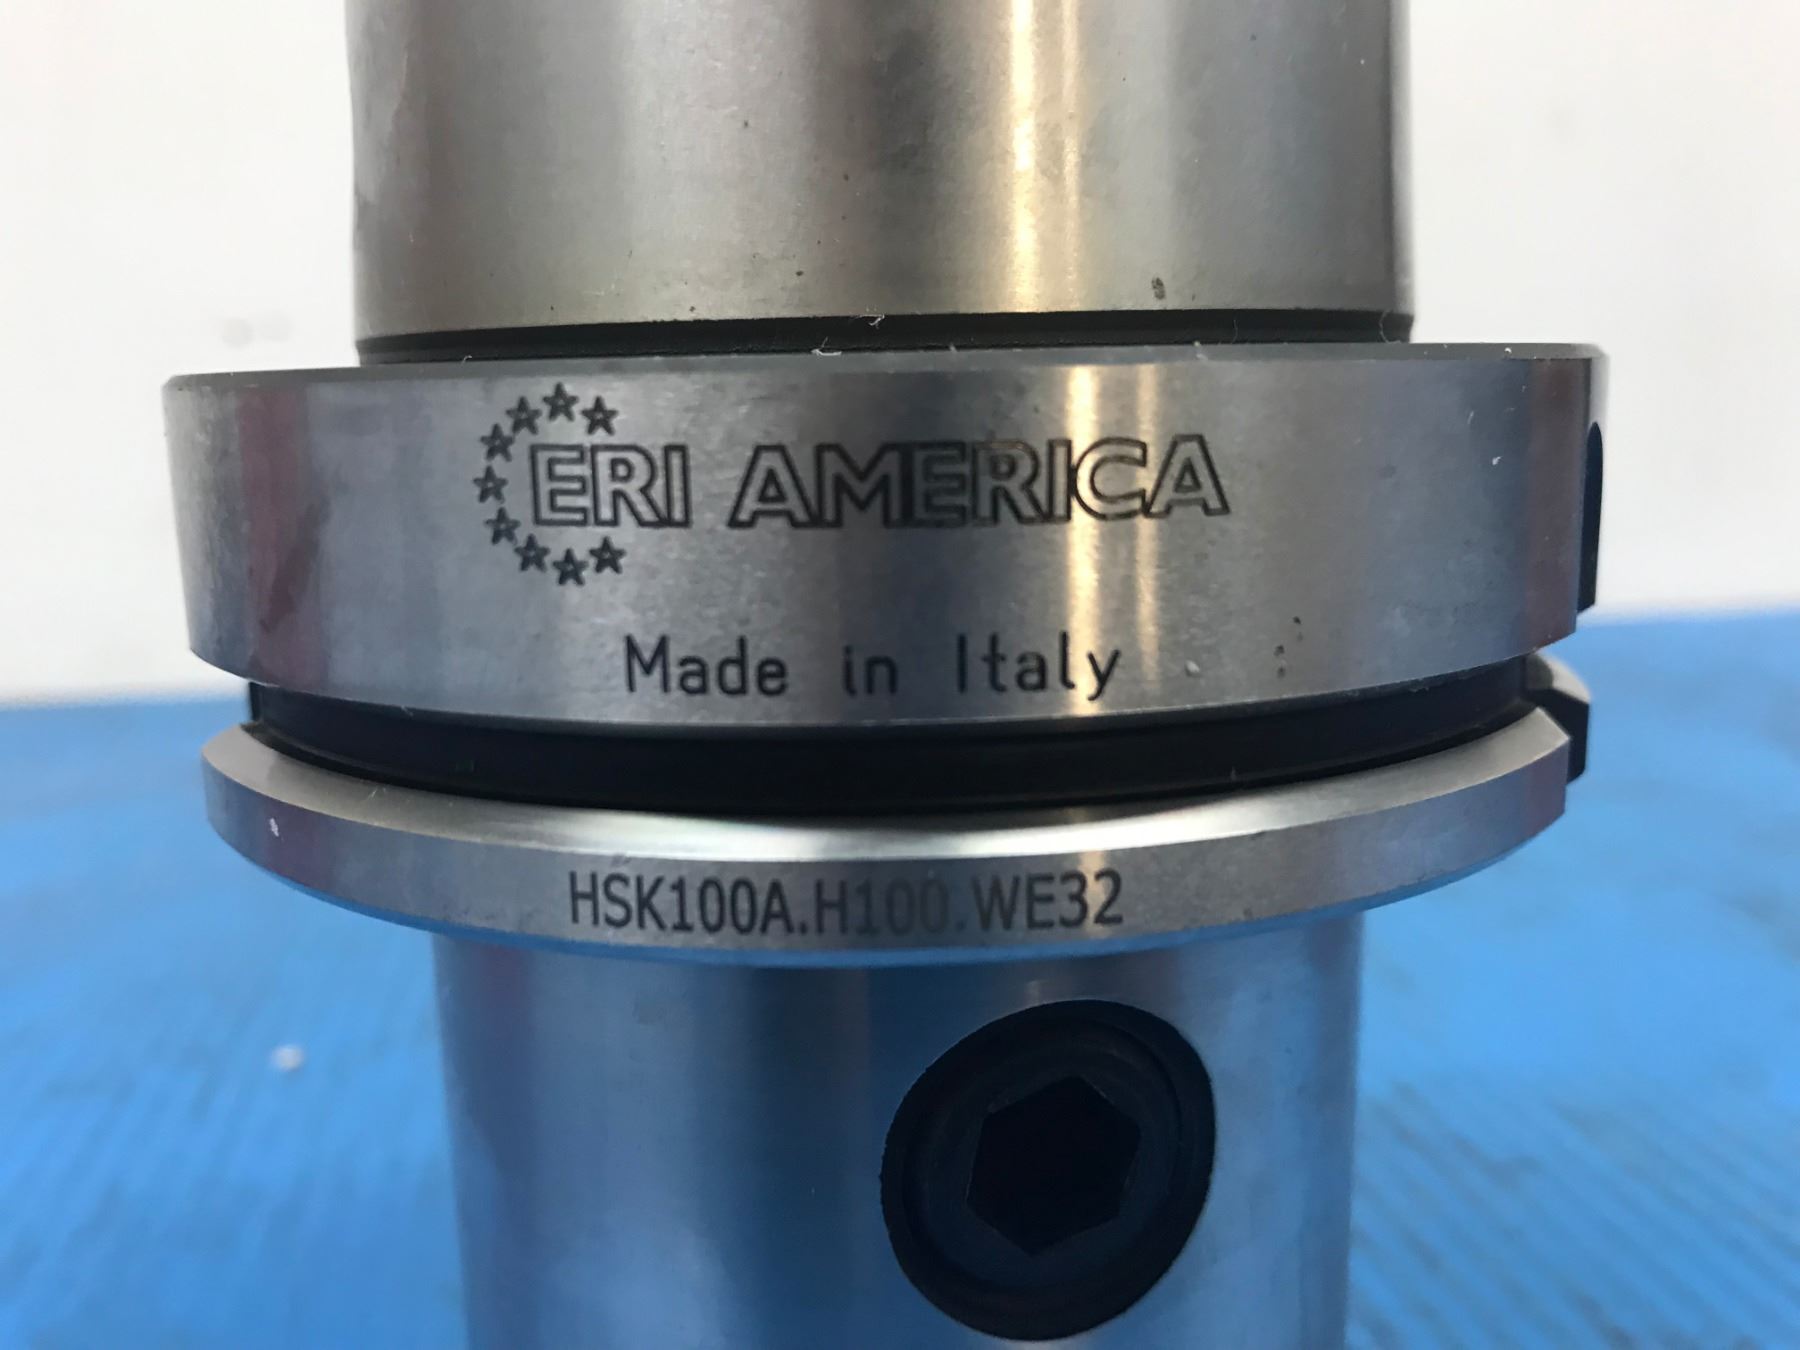 ERI AMERICA
Made in Italy
HSK100A.H100.WE32